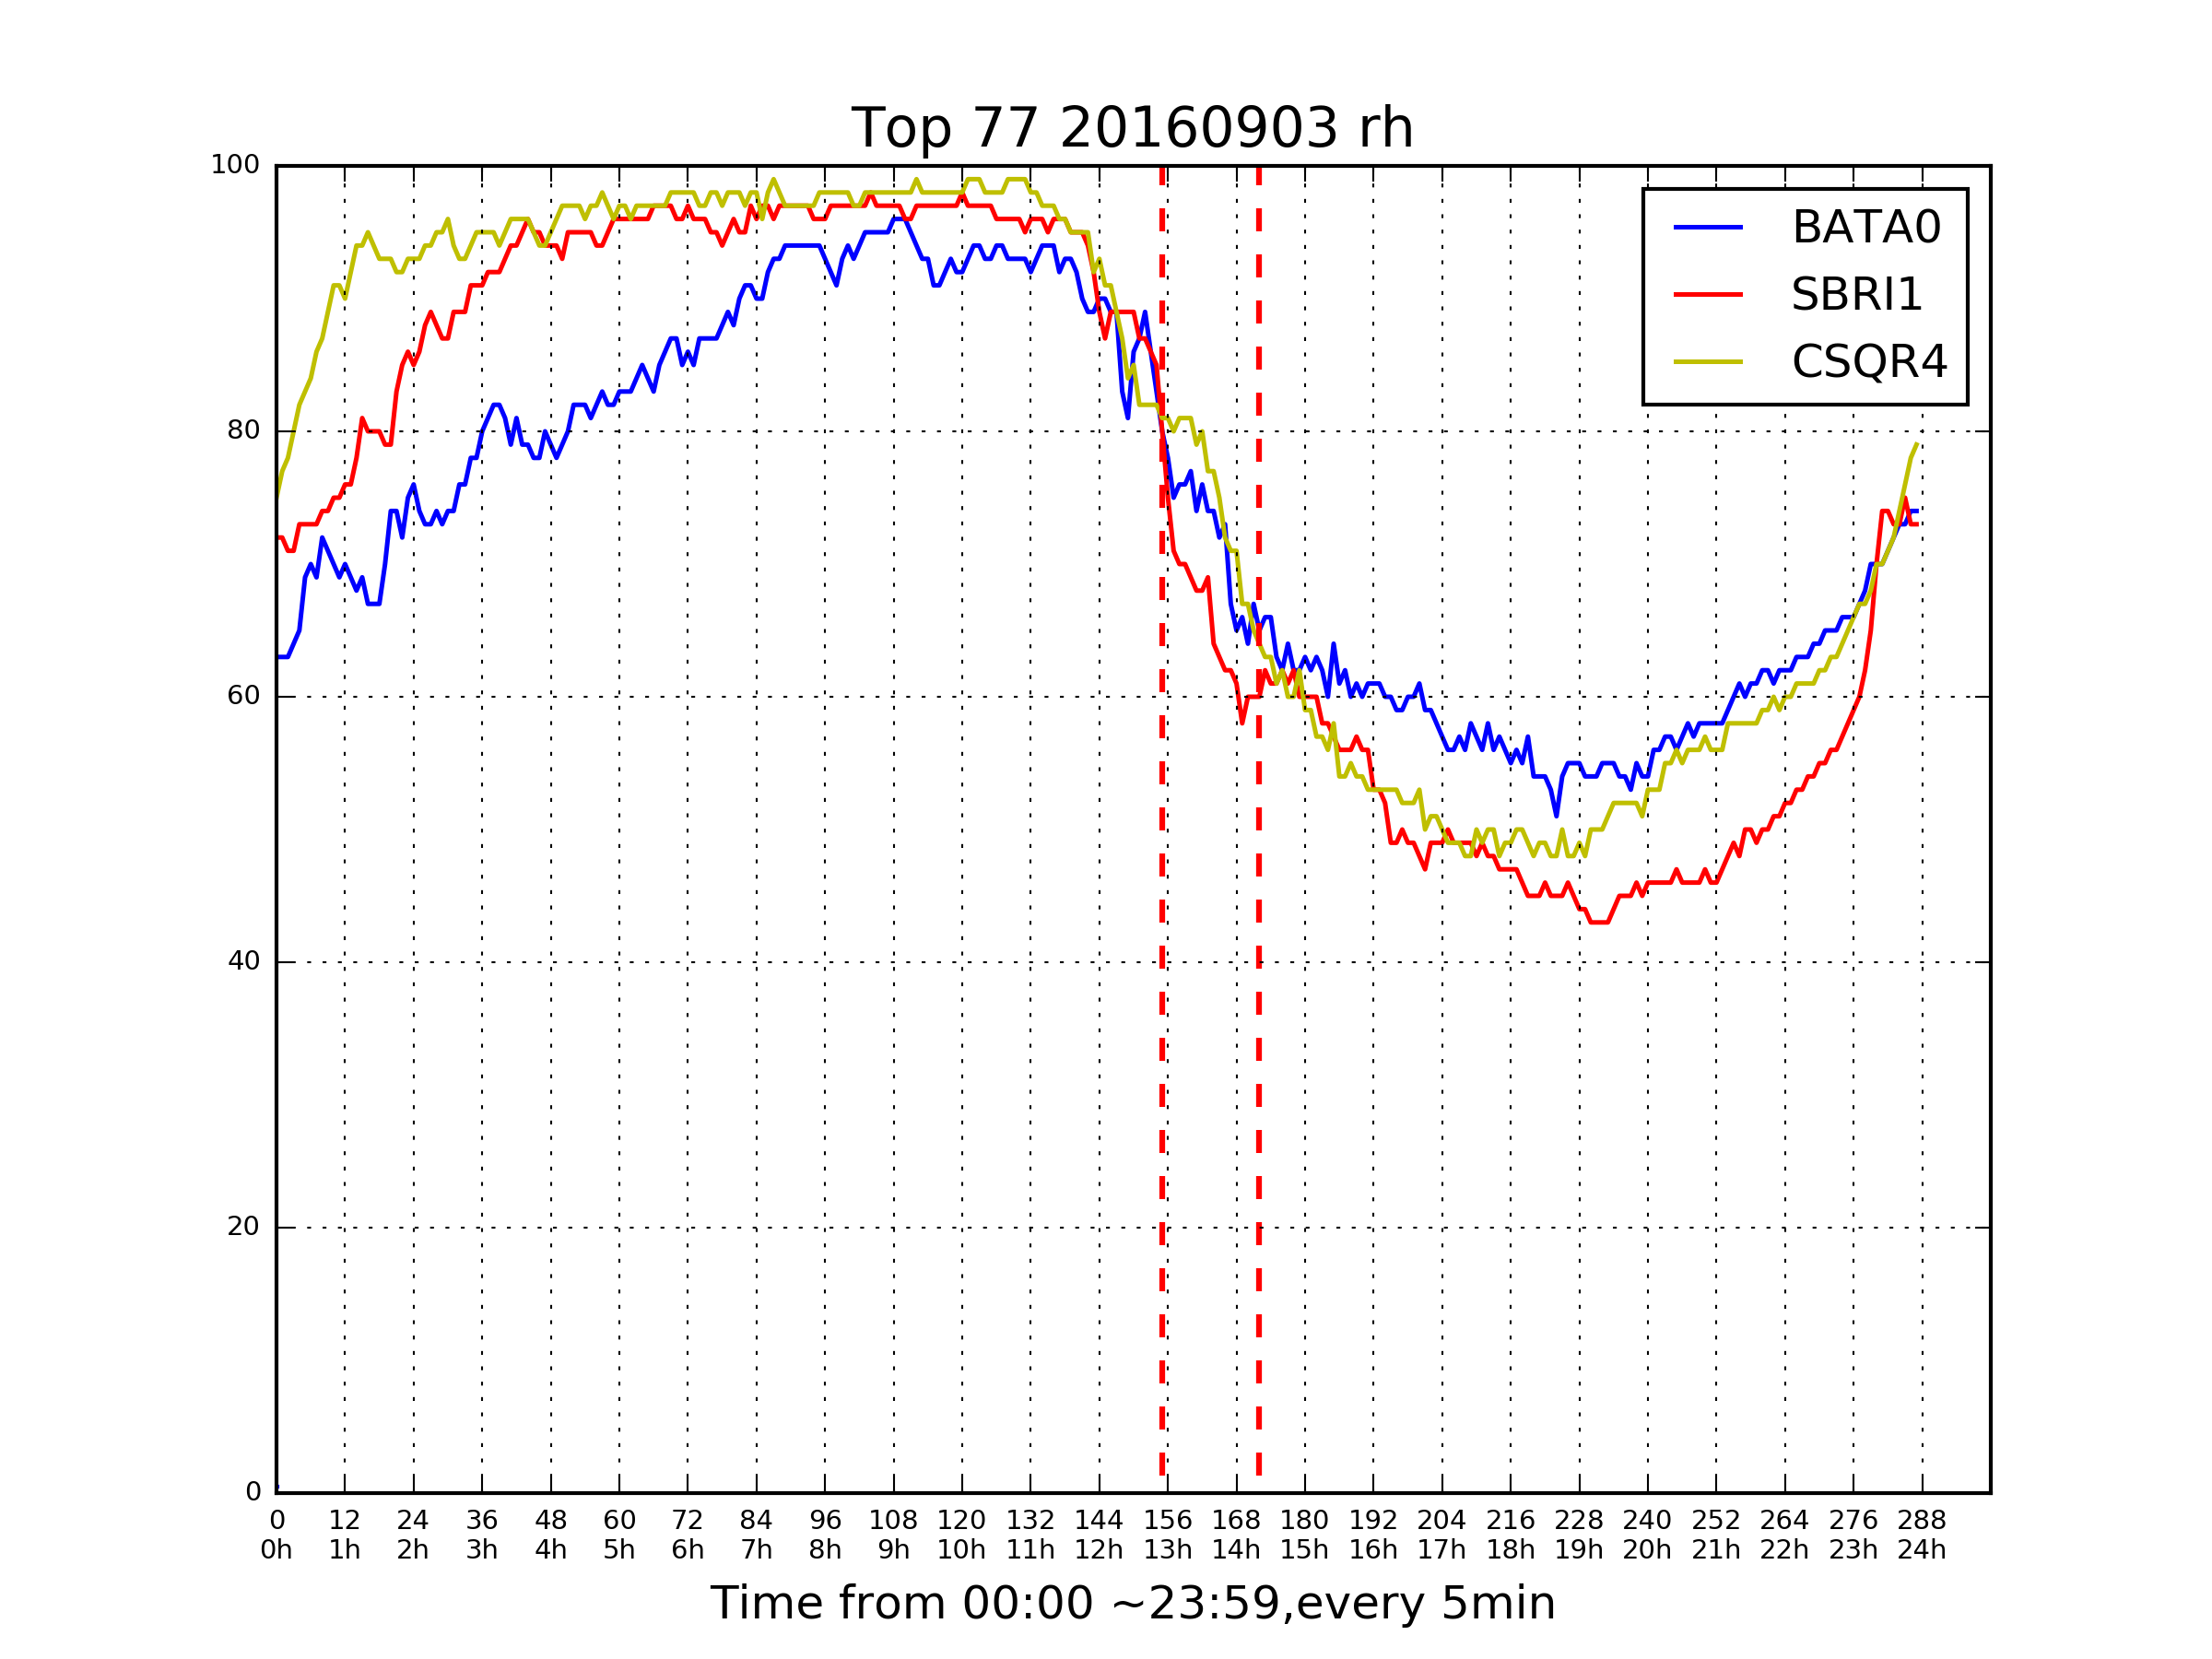 Top 77 20160903 rh
100
80
60
40
20
0
BATA0
SBRI1
CSQR4
0 12 24 36 48 60 72 84 96 108 120 132 144 156 168 180 192 204 216 228 240 252 264 276 288
0h 1h 2h 3h 4h 5h 6h 7h 8h 9h 10h 11h 12h 13h 14h 15h 16h 17h 18h 19h 20h 21h 22h 23h 24h
Time from 00:00 ~23:59,every 5min